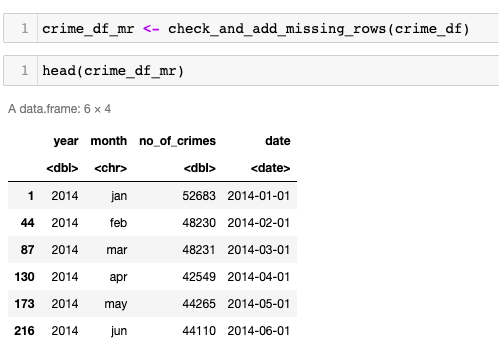 1 crime_df_mr <- check_and_add_missing_rows(crime_df)
1 head(crime_df_mr)
A data.frame: 6 × 4
year month no_of_crimes date
<dbl> <chr> <dbl> <date>
1 2014 jan 52683 2014-01-01
44 2014 feb 48230 2014-02-01
87 2014 mar 48231 2014-03-01
130 2014 apr 42549 2014-04-01
173 2014 may 44265 2014-05-01
216 2014 jun 44110 2014-06-01